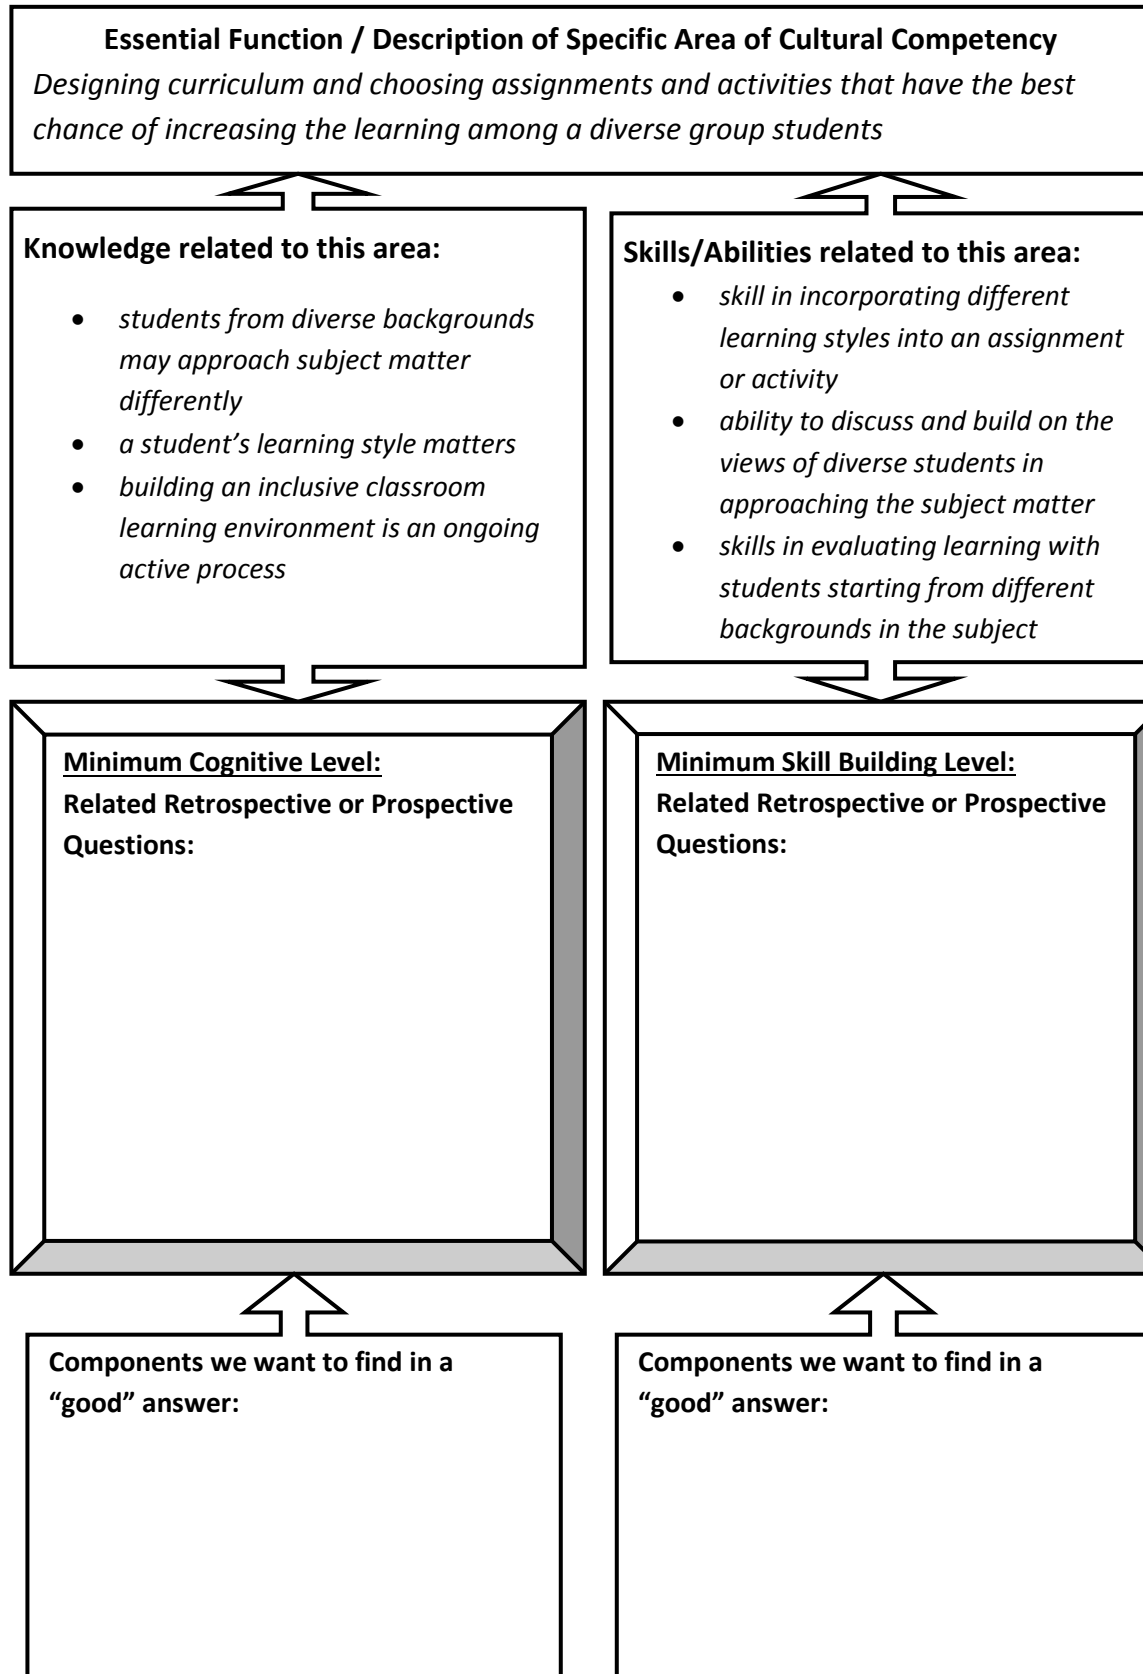 Essential Function / Description of Specific Area of Cultural Competency
Designing curriculum and choosing assignments and activities that have the best
chance of increasing the learning among a diverse group students
Knowledge related to this area:
• students from diverse backgrounds
may approach subject matter
differently
• a student’s learning style matters
• building an inclusive classroom
learning environment is an ongoing
active process
Skills/Abilities related to this area:
• skill in incorporating different
learning styles into an assignment
or activity
• ability to discuss and build on the
views of diverse students in
approaching the subject matter
• skills in evaluating learning with
students starting from different
backgrounds in the subject
Minimum Cognitive Level:
Related Retrospective or Prospective
Questions:
Minimum Skill Building Level:
Related Retrospective or Prospective
Questions:
Components we want to find in a
“good” answer:
Components we want to find in a
“good” answer: